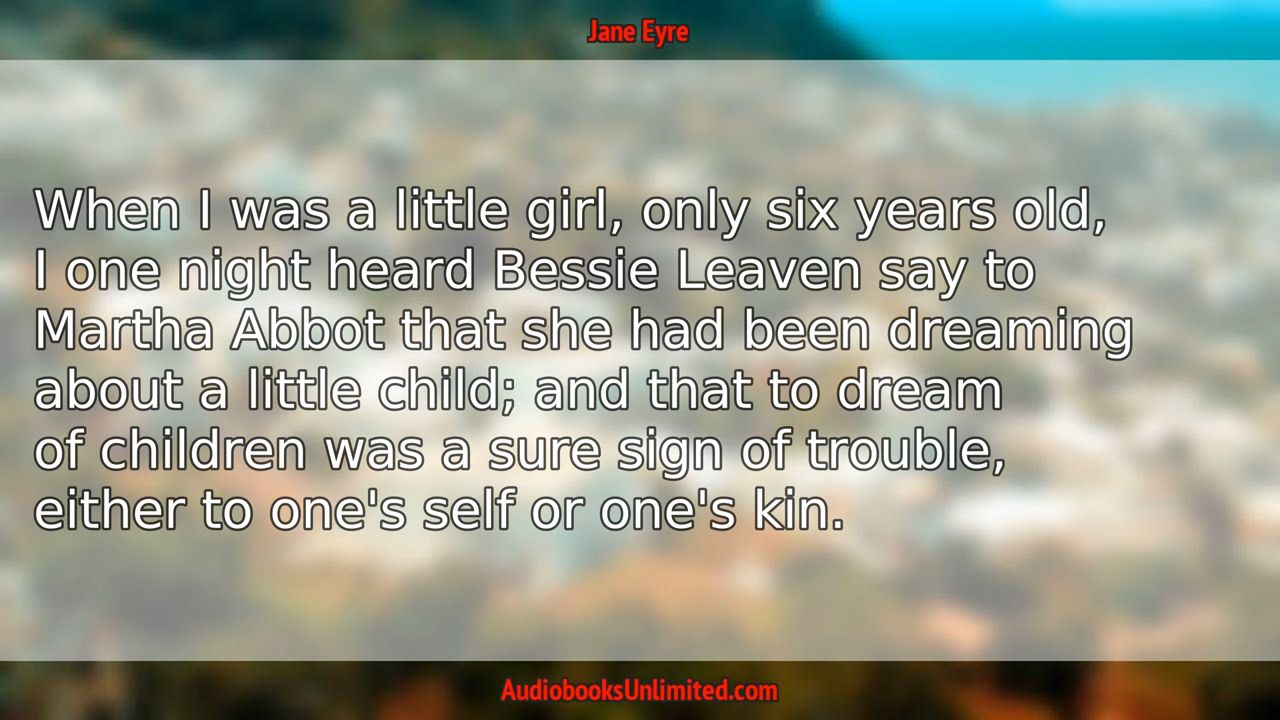 Jane Eyre
When I was a little girl, only six years old,
I one night heard Bessie Leaven say to
Martha Abbot that she had been dreaming
about a little child; and that to dream
of children was a sure sign of trouble,
either to one's self or one's kin.
AudiobooksUnlimited.com